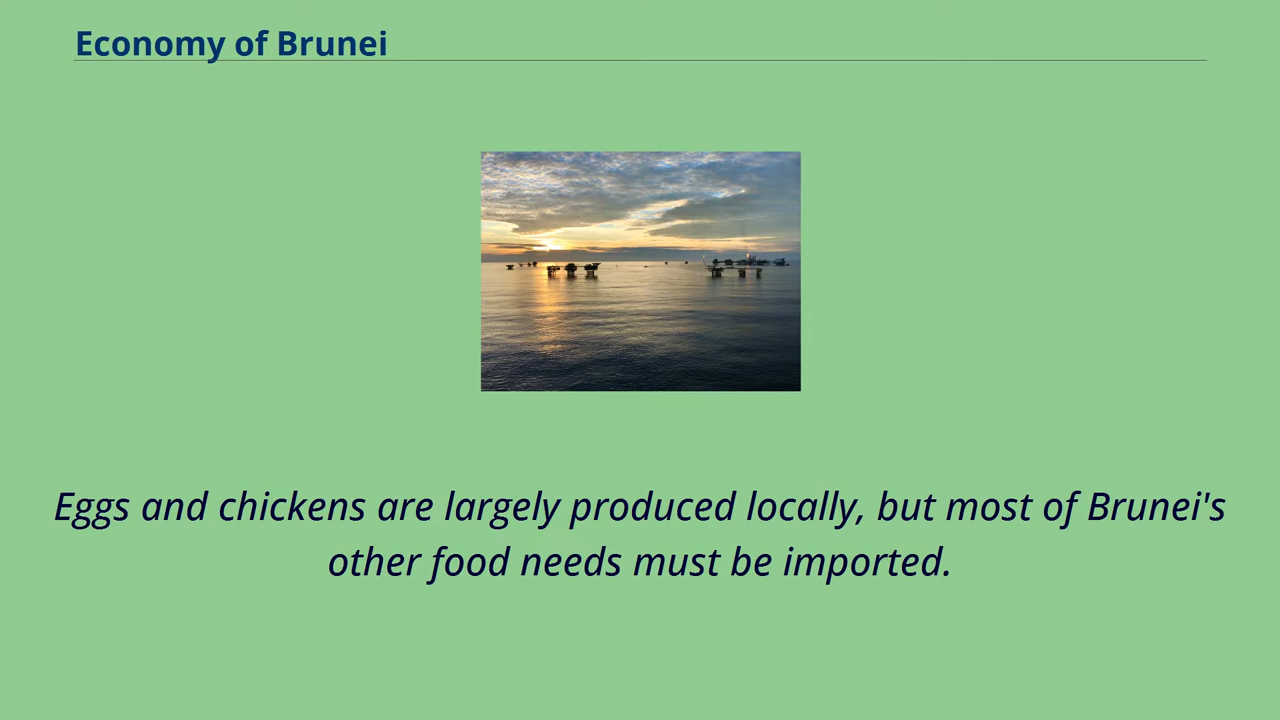 Economy of Brunei
Eggs and chickens are largely produced locally, but most of Brunei's
other food needs must be imported.